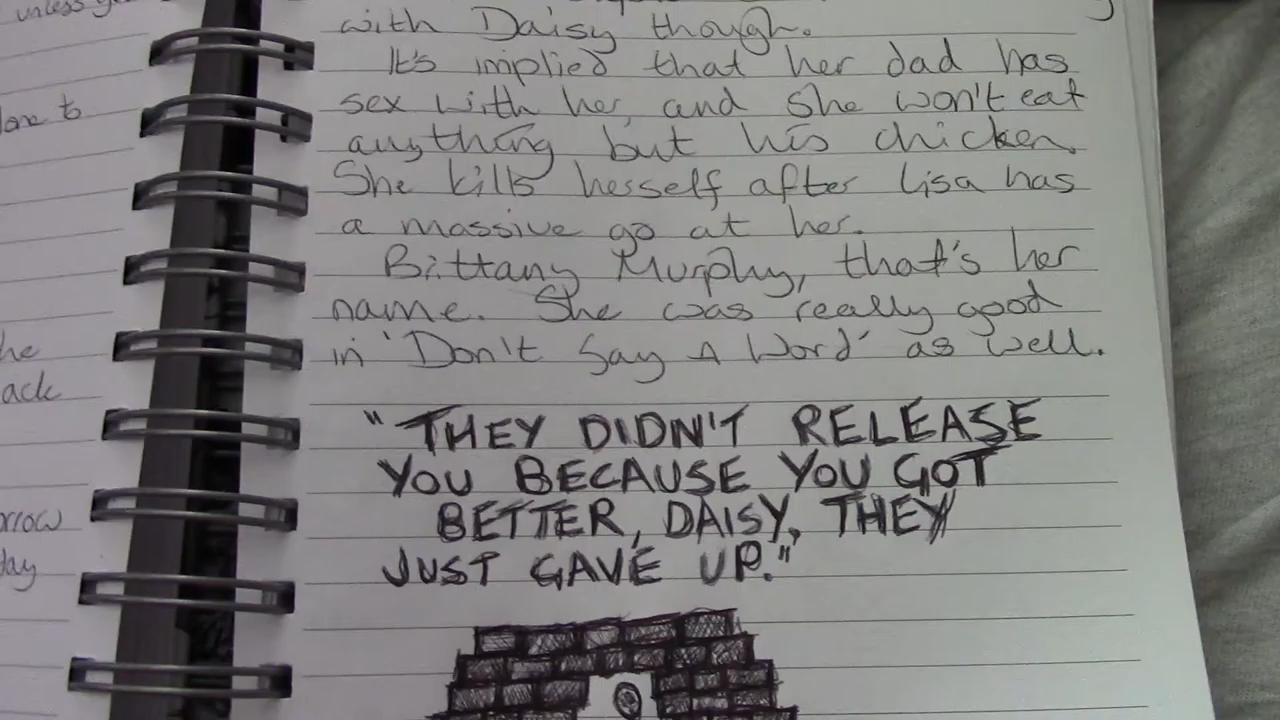 unless
with Daisy though.
It's implied that her dad has
sex with her, and she won't eat
anything but his chicken.
She kills herself after Lisa has
a massive go at her.
Brittany Murphy, that's her
name. She was really good
in 'Don't Say A Word' as well.
"THEY DIDN'T RELEASE
YOU BECAUSE YOU GOT
BETTER, DAISY, THEY
JUST GAVE UP."
to